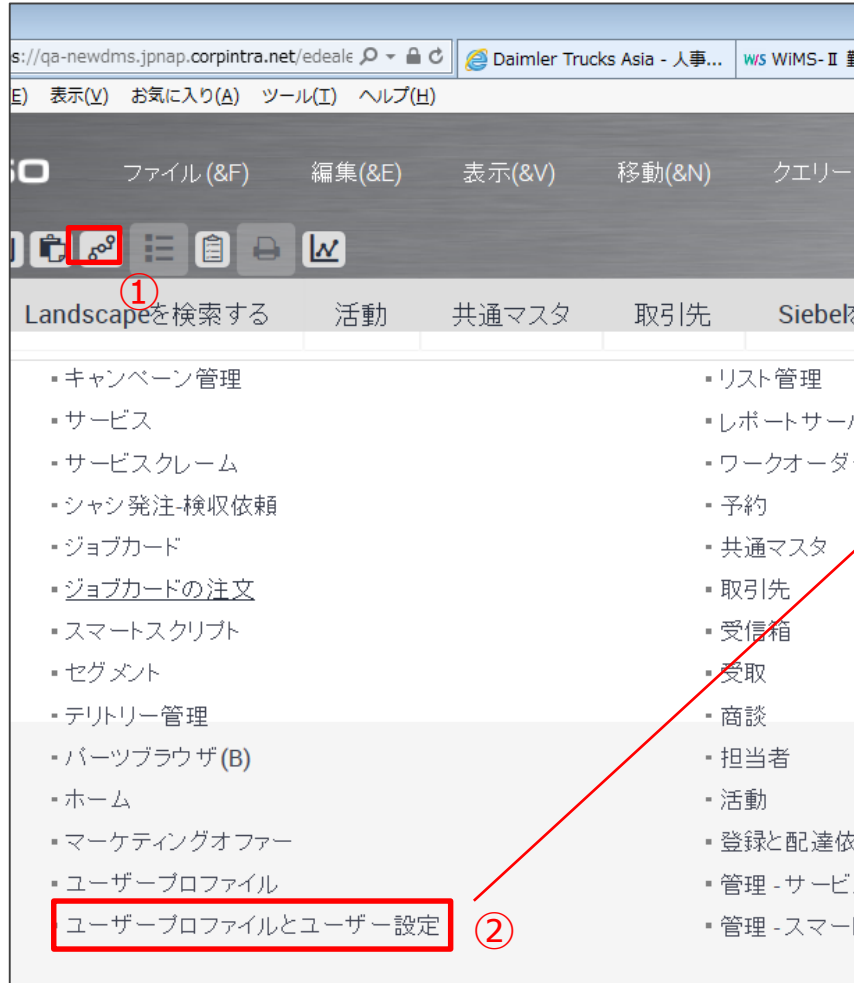 s://qa-newdms.jpnap.corpintra.net/edeale
Daimler Trucks Asia - 人事...
WiMS-Ⅱ
E) 表示(V) お気に入り(A) ツール(T) ヘルプ(H)
ファイル(&F) 編集(&E) 表示(&V) 移動(&N) クエリー
①
Landscapeを検索する 活動 共通マスタ 取引先 Siebelを
▪キャンペーン管理 ▪リスト管理
▪サービス ▪レポートサー
▪サービスクレーム ▪ワークオーダ
▪シャシ発注-検収依頼 ▪予約
▪ジョブカード ▪共通マスタ
▪ジョブカードの注文 ▪取引先
▪スマートスクリプト ▪受信箱
▪セグメント ▪受取
▪テリトリー管理 ▪商談
▪パーツブラウザ(B) ▪担当者
▪ホーム ▪活動
▪マーケティングオファー ▪登録と配達依
▪ユーザープロファイル ▪管理 - サービ
ユーザープロファイルとユーザー設定 ② ▪管理 - スマー